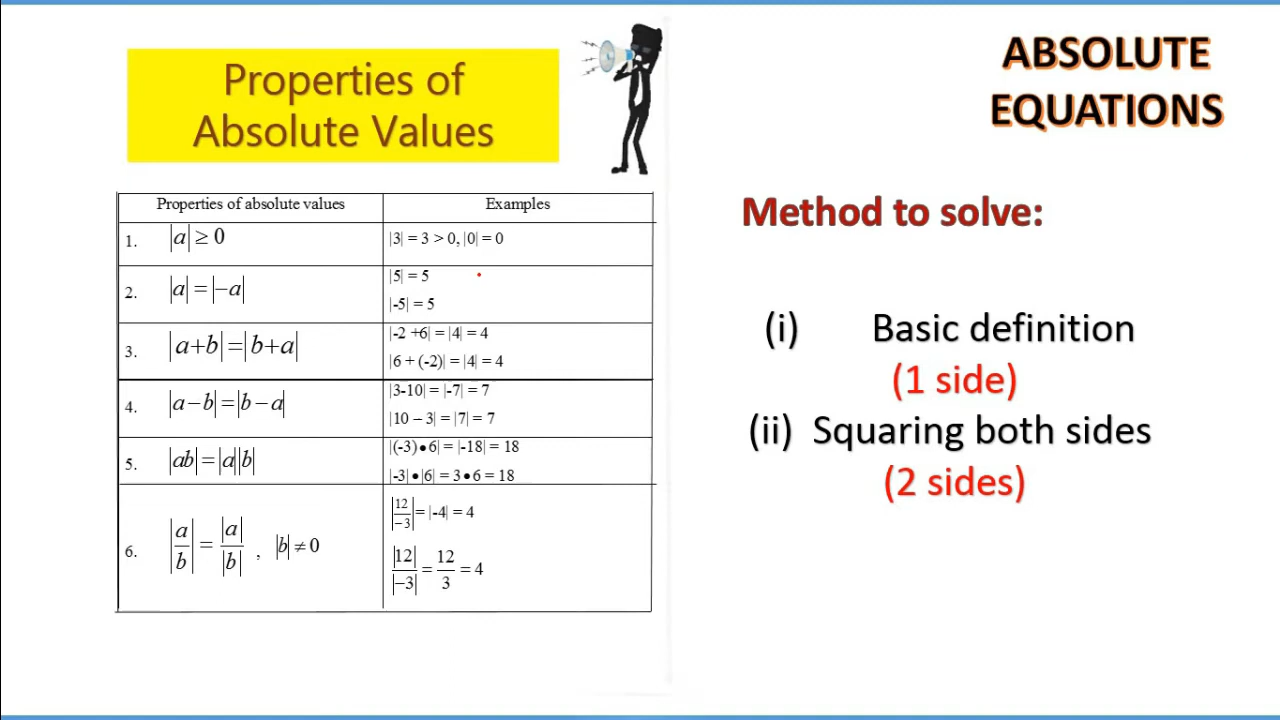 Properties of
Absolute Values
ABSOLUTE
EQUATIONS
Properties of absolute values Examples
1. |a| ≥ 0 |3| = 3 > 0, |0| = 0
2. |a| = |−a| |5| = 5
|-5| = 5
3. |a+b| = |b+a| |-2 +6| = |4| = 4
|6 + (-2)| = |4| = 4
4. |a−b| = |b−a| |3-10| = |-7| = 7
|10 – 3| = |7| = 7
5. |ab| = |a||b| |(-3)•6| = |-18| = 18
|-3|•|6| = 3•6 = 18
6. |a/b| = |a|/|b| , |b| ≠ 0 |12/−3| = |-4| = 4
|12|/|−3| = 12/3 = 4
Method to solve:
(i) Basic definition
(1 side)
(ii) Squaring both sides
(2 sides)